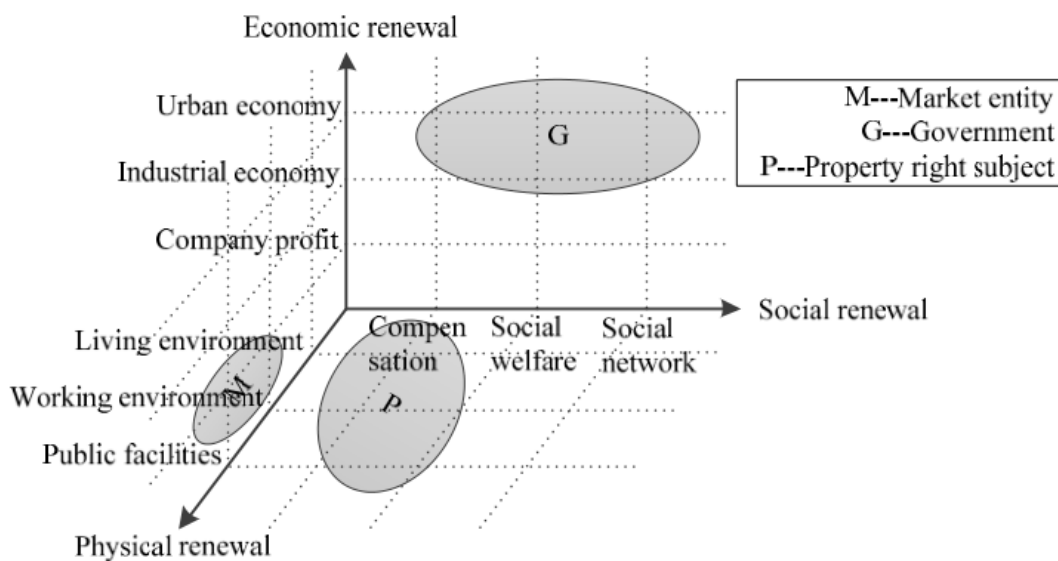 Economic renewal
Urban economy
Industrial economy
Company profit
G
M---Market entity
G---Government
P---Property right subject
Social renewal
Compen
sation
Social
welfare
Social
network
Living environment
Working environment
Public facilities
M
P
Physical renewal